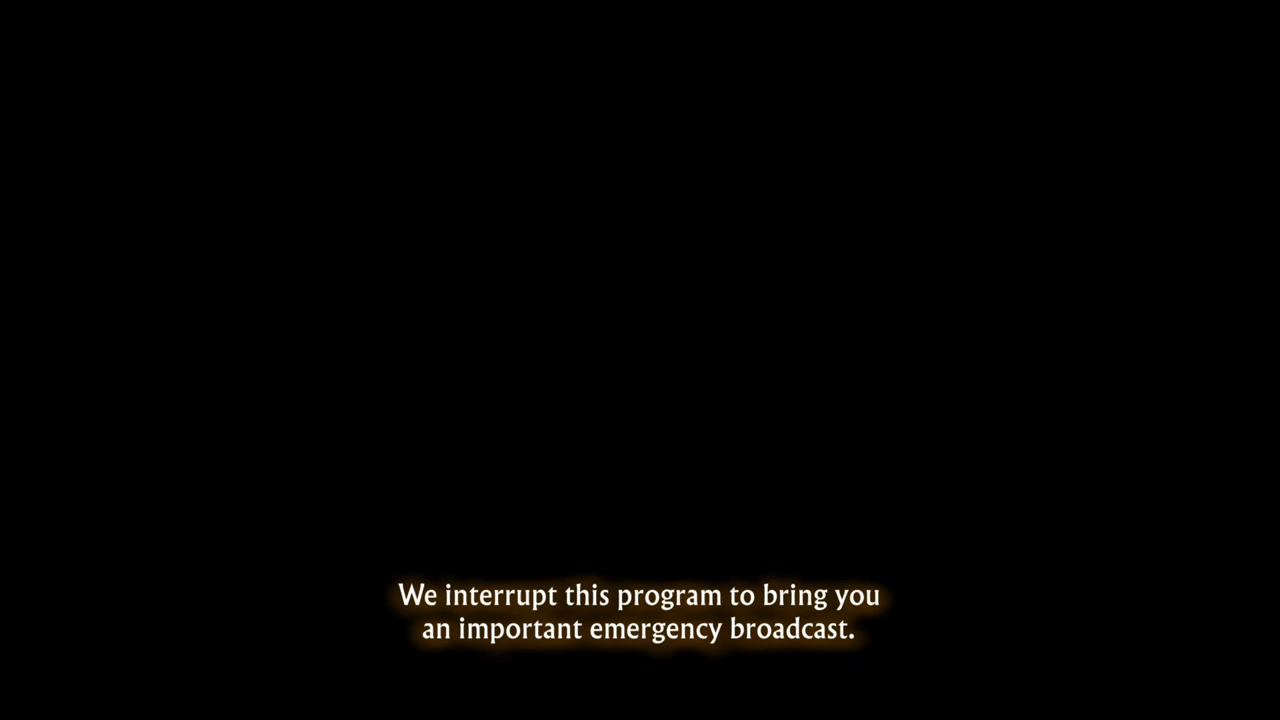 We interrupt this program to bring you
an important emergency broadcast.